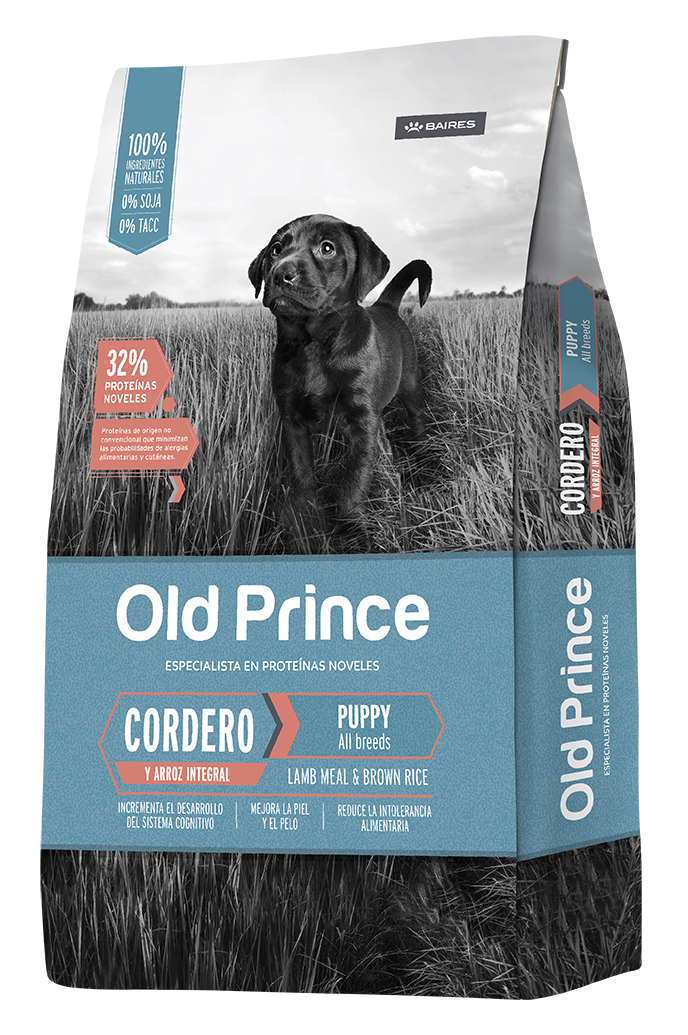 100%
INGREDIENTES
NATURALES
0% SOJA
0% TACC
BAIRES
32%
PROTEÍNAS
NOVELES
Proteínas de origen no
convencional que minimizan
las probabilidades de alergias
alimentarias y cutáneas.
Old Prince
ESPECIALISTA EN PROTEÍNAS NOVELES
CORDERO
Y ARROZ INTEGRAL
PUPPY
All breeds
LAMB MEAL & BROWN RICE
INCREMENTA EL DESARROLLO
DEL SISTEMA COGNITIVO
MEJORA LA PIEL
Y EL PELO
REDUCE LA INTOLERANCIA
ALIMENTARIA
PUPPY
All breeds
CORDERO
Y ARROZ INTEGRAL
Old Prince
ESPECIALISTA EN PROTEÍNAS NOVELES